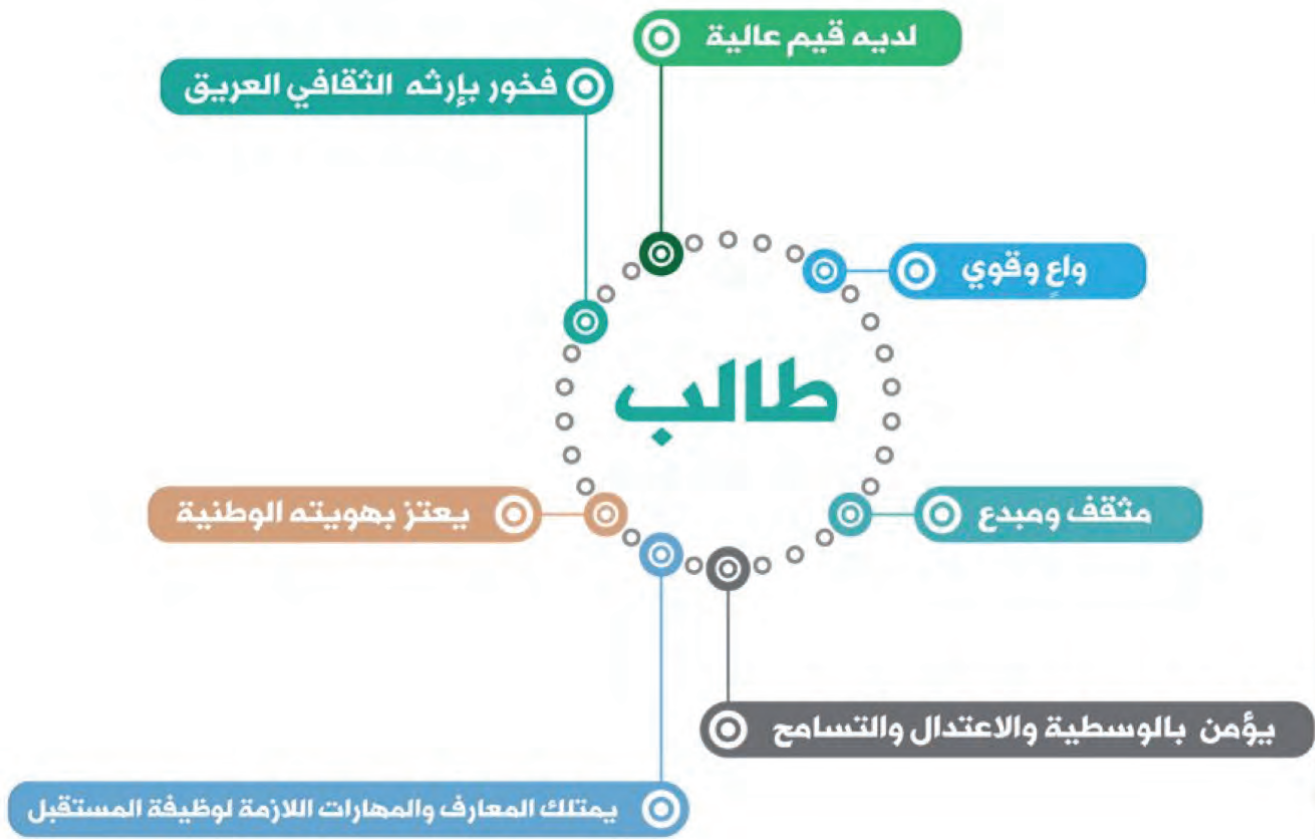 لديه قيم عالية
فخور بإرثه الثقافي العريق
واعٍ وقوي
طالب
مثقف ومبدع
يعتز بهويته الوطنية
يؤمن بالوسطية والاعتدال والتسامح
يمتلك المعارف والمهارات اللازمة لوظيفة المستقبل